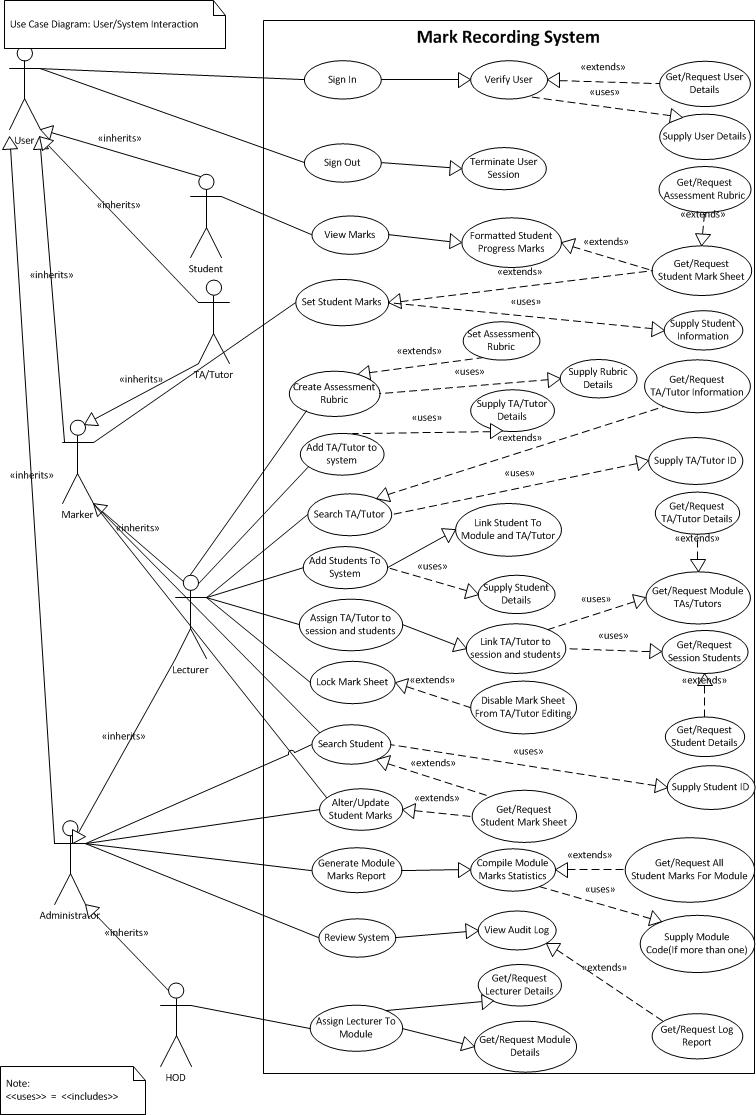 Use Case Diagram: User/System Interaction
Mark Recording System
User
«inherits»
Student
«inherits»
«inherits»
TA/Tutor
«inherits»
«inherits»
Marker
«inherits»
Lecturer
«inherits»
Administrator
«inherits»
HOD
Note:
<<uses>> = <<includes>>
Sign In
Verify User
«extends»
«uses»
Get/Request User
Details
Supply User Details
Sign Out
Terminate User
Session
Get/Request
Assessment Rubric
«extends»
View Marks
Formatted Student
Progress Marks
«extends»
Get/Request
Student Mark Sheet
«extends»
Set Student Marks
«uses»
Supply Student
Information
Set Assessment
Rubric
«extends»
Create Assessment
Rubric
«uses»
Supply Rubric
Details
Get/Request
TA/Tutor Information
Supply TA/Tutor
Details
«uses»
Add TA/Tutor to
system
«extends»
Supply TA/Tutor ID
«uses»
Search TA/Tutor
Get/Request
TA/Tutor Details
«extends»
Link Student To
Module and TA/Tutor
Add Students To
System
«uses»
Supply Student
Details
Get/Request Module
TAs/Tutors
«uses»
Assign TA/Tutor to
session and students
Link TA/Tutor to
session and students
«uses»
Get/Request
Session Students
«extends»
Lock Mark Sheet
«extends»
Disable Mark Sheet
From TA/Tutor Editing
Get/Request
Student Details
Search Student
«uses»
«extends»
Supply Student ID
Alter/Update
Student Marks
«extends»
Get/Request
Student Mark Sheet
Generate Module
Marks Report
Compile Module
Marks Statistics
«extends»
Get/Request All
Student Marks For Module
«uses»
Review System
View Audit Log
Supply Module
Code(If more than one)
«extends»
Get/Request
Lecturer Details
Assign Lecturer To
Module
Get/Request Module
Details
Get/Request Log
Report